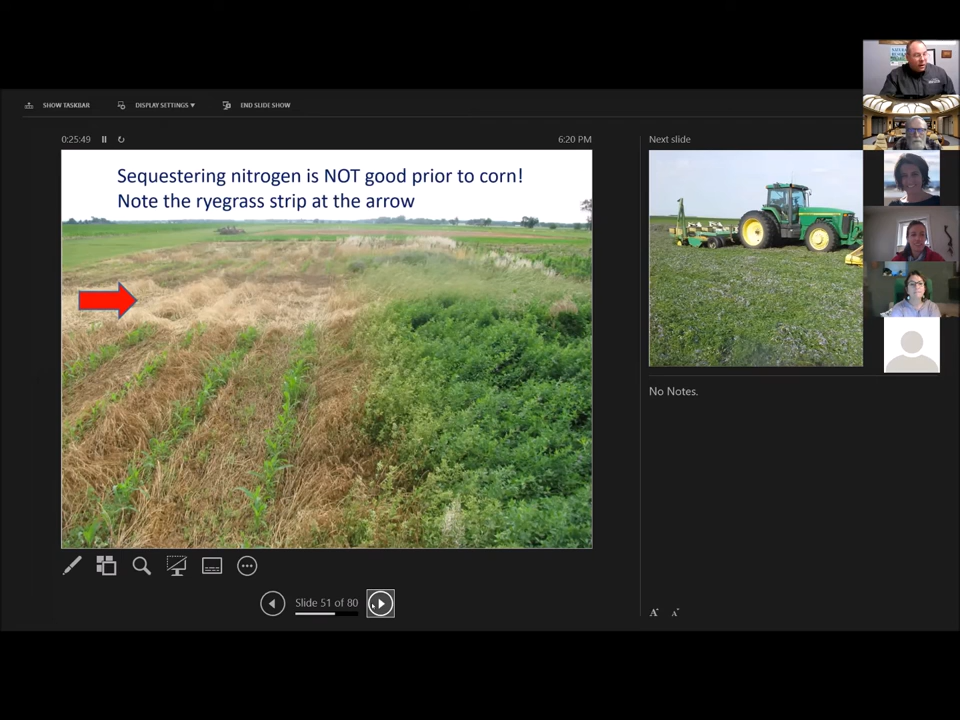 SHOW TASKBAR
DISPLAY SETTINGS ▼
END SLIDE SHOW
0:25:49
6:20 PM
Next slide
Sequestering nitrogen is NOT good prior to corn!
Note the ryegrass strip at the arrow
No Notes.
Slide 51 of 80
A A